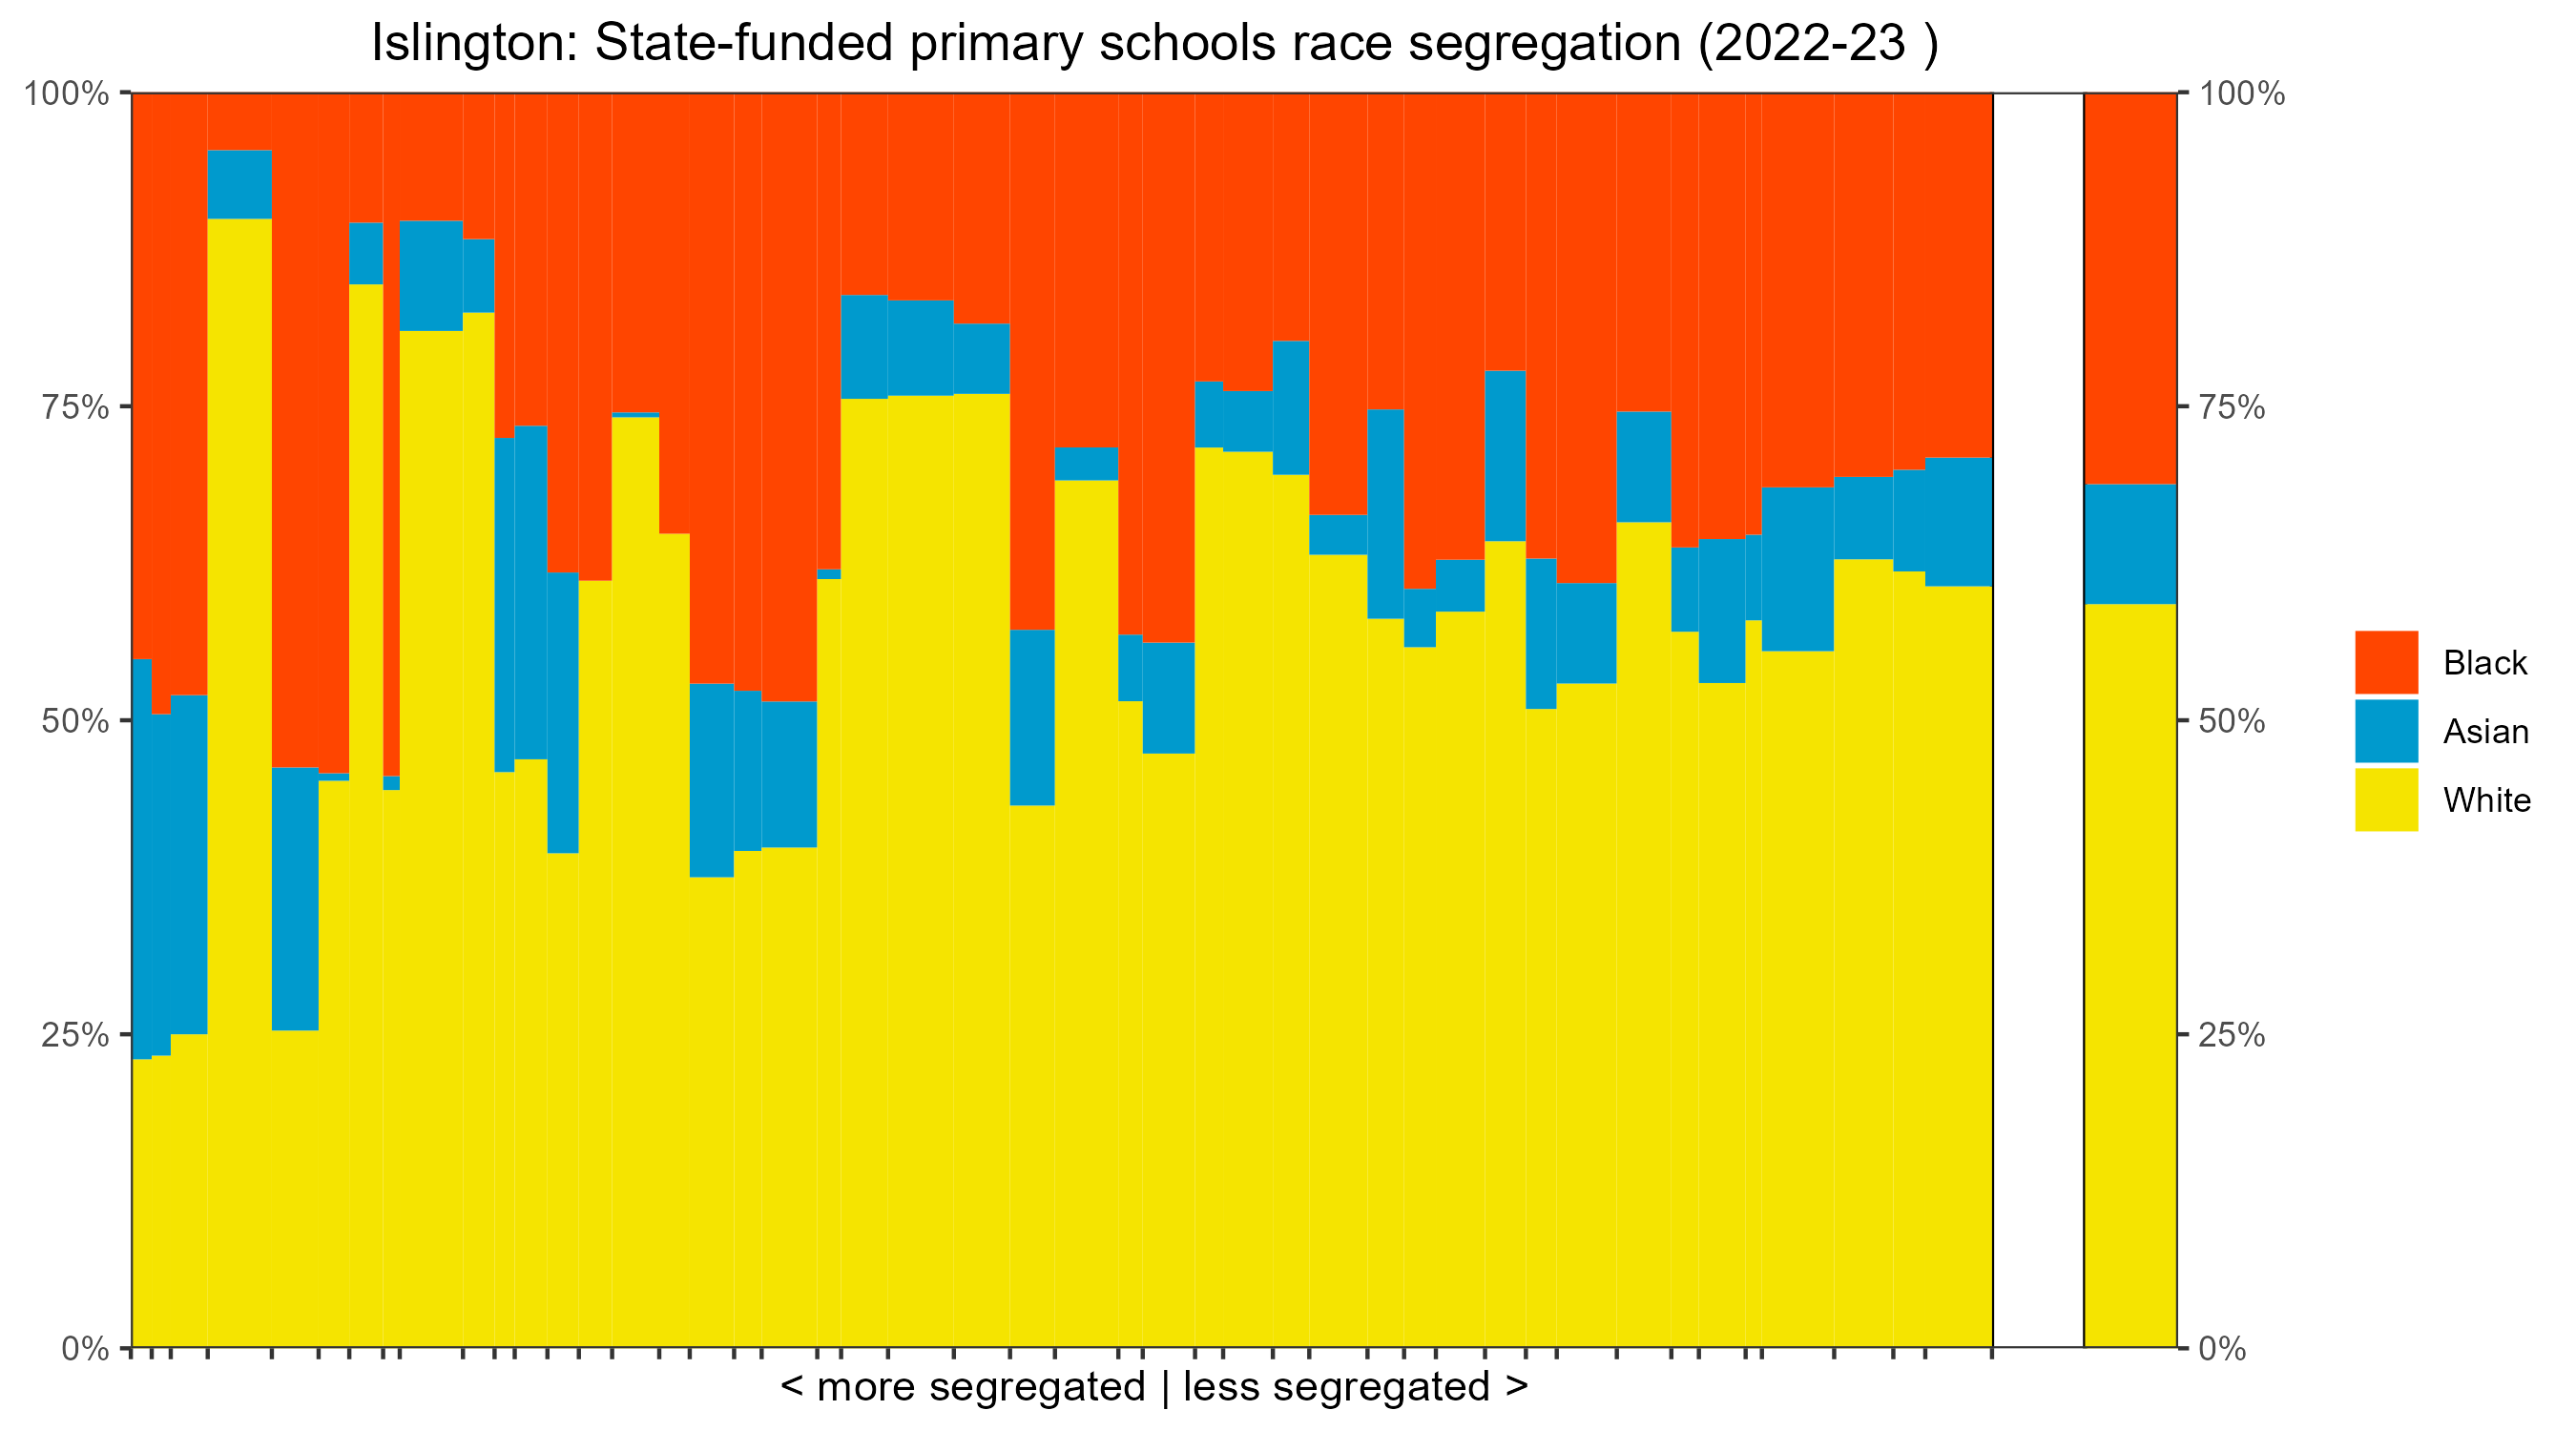 Islington: State-funded primary schools race segregation (2022-23 )
100%
75%
50%
25%
0%
100%
75%
50%
25%
0%
Black
Asian
White
< more segregated | less segregated >